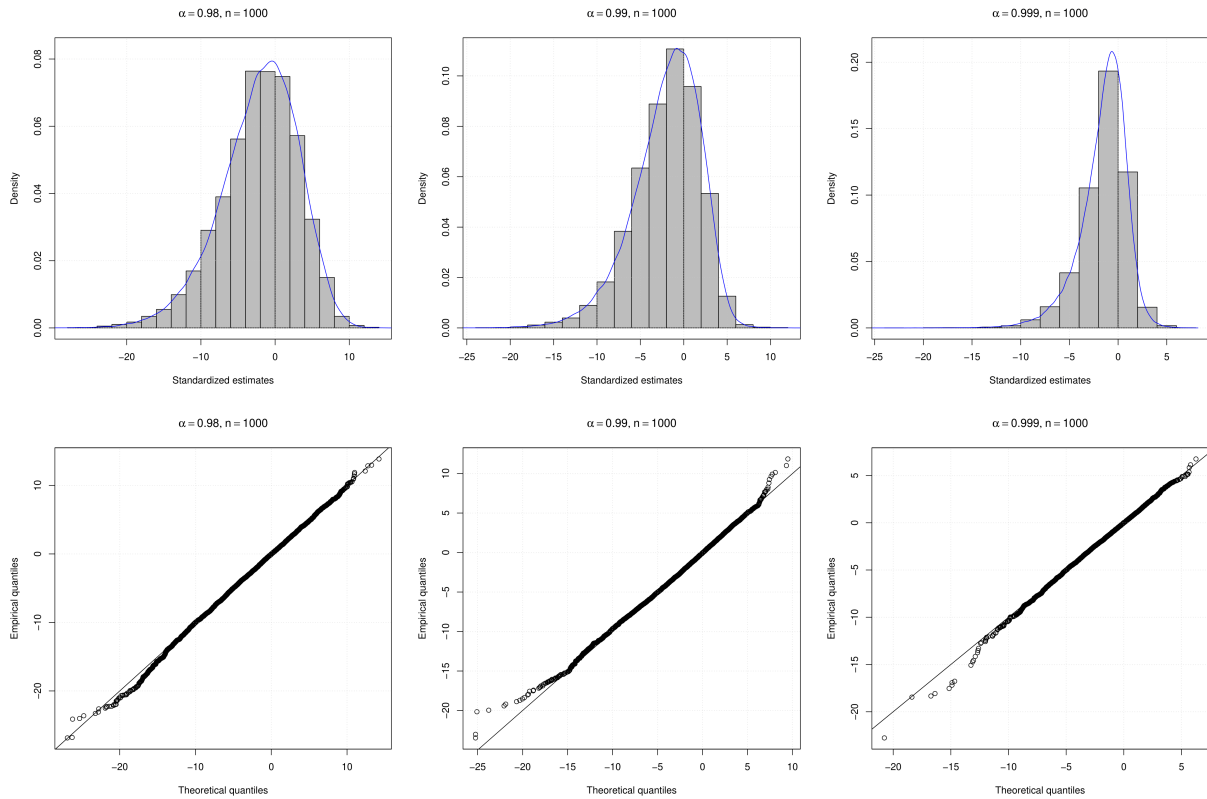 α = 0.98, n = 1000
α = 0.99, n = 1000
α = 0.999, n = 1000
Density
0.00 0.02 0.04 0.06 0.08
−20 −10 0 10
Standardized estimates
Density
0.00 0.02 0.04 0.06 0.08 0.10
−25 −20 −15 −10 −5 0 5 10
Standardized estimates
Density
0.00 0.05 0.10 0.15 0.20
−25 −20 −15 −10 −5 0 5
Standardized estimates
α = 0.98, n = 1000
α = 0.99, n = 1000
α = 0.999, n = 1000
Empirical quantiles
−20 −10 0 10
−20 −10 0 10
Theoretical quantiles
Empirical quantiles
−20 −15 −10 −5 0 5 10
−25 −20 −15 −10 −5 0 5 10
Theoretical quantiles
Empirical quantiles
−20 −15 −10 −5 0 5
−20 −15 −10 −5 0 5
Theoretical quantiles